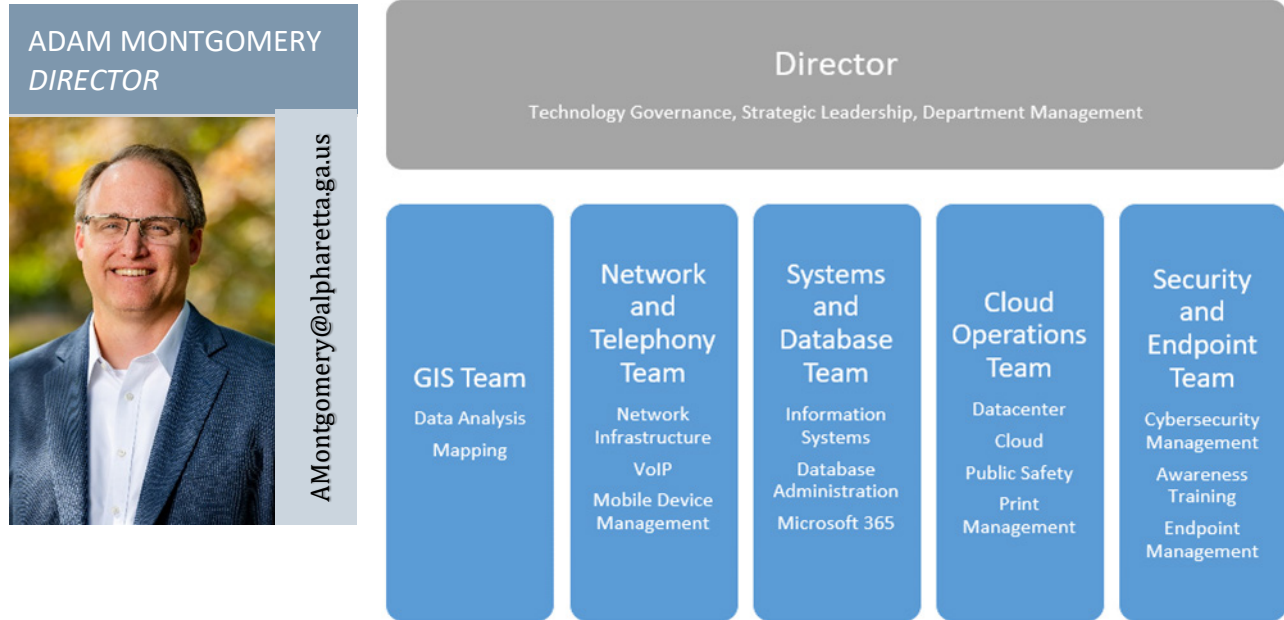 ADAM MONTGOMERY
DIRECTOR
AMontgomery@alpharetta.ga.us
Director
Technology Governance, Strategic Leadership, Department Management
GIS Team
Data Analysis
Mapping
Network
and
Telephony
Team
Network
Infrastructure
VoIP
Mobile Device
Management
Systems
and
Database
Team
Information
Systems
Database
Administration
Microsoft 365
Cloud
Operations
Team
Datacenter
Cloud
Public Safety
Print
Management
Security
and
Endpoint
Team
Cybersecurity
Management
Awareness
Training
Endpoint
Management